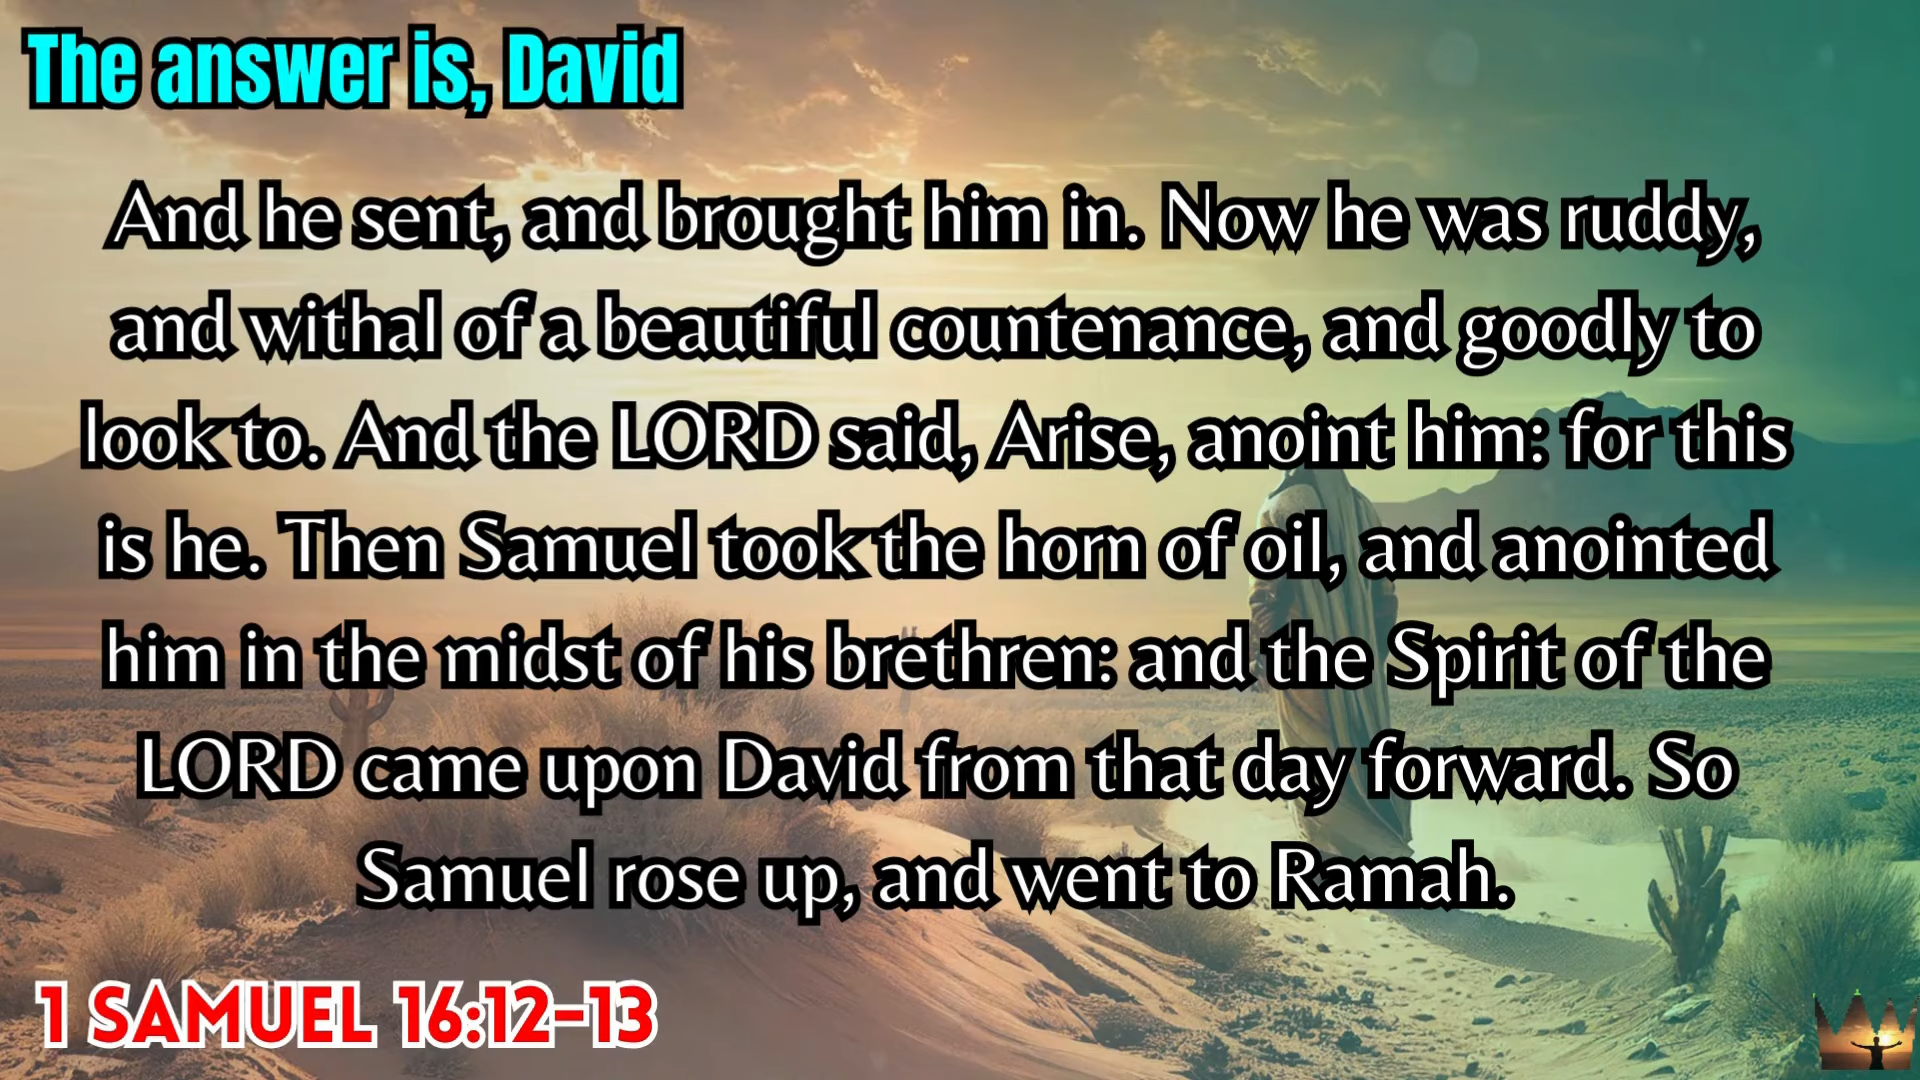 The answer is, David
And he sent, and brought him in. Now he was ruddy,
and withal of a beautiful countenance, and goodly to
look to. And the LORD said, Arise, anoint him: for this
is he. Then Samuel took the horn of oil, and anointed
him in the midst of his brethren: and the Spirit of the
LORD came upon David from that day forward. So
Samuel rose up, and went to Ramah.
1 SAMUEL 16:12-13